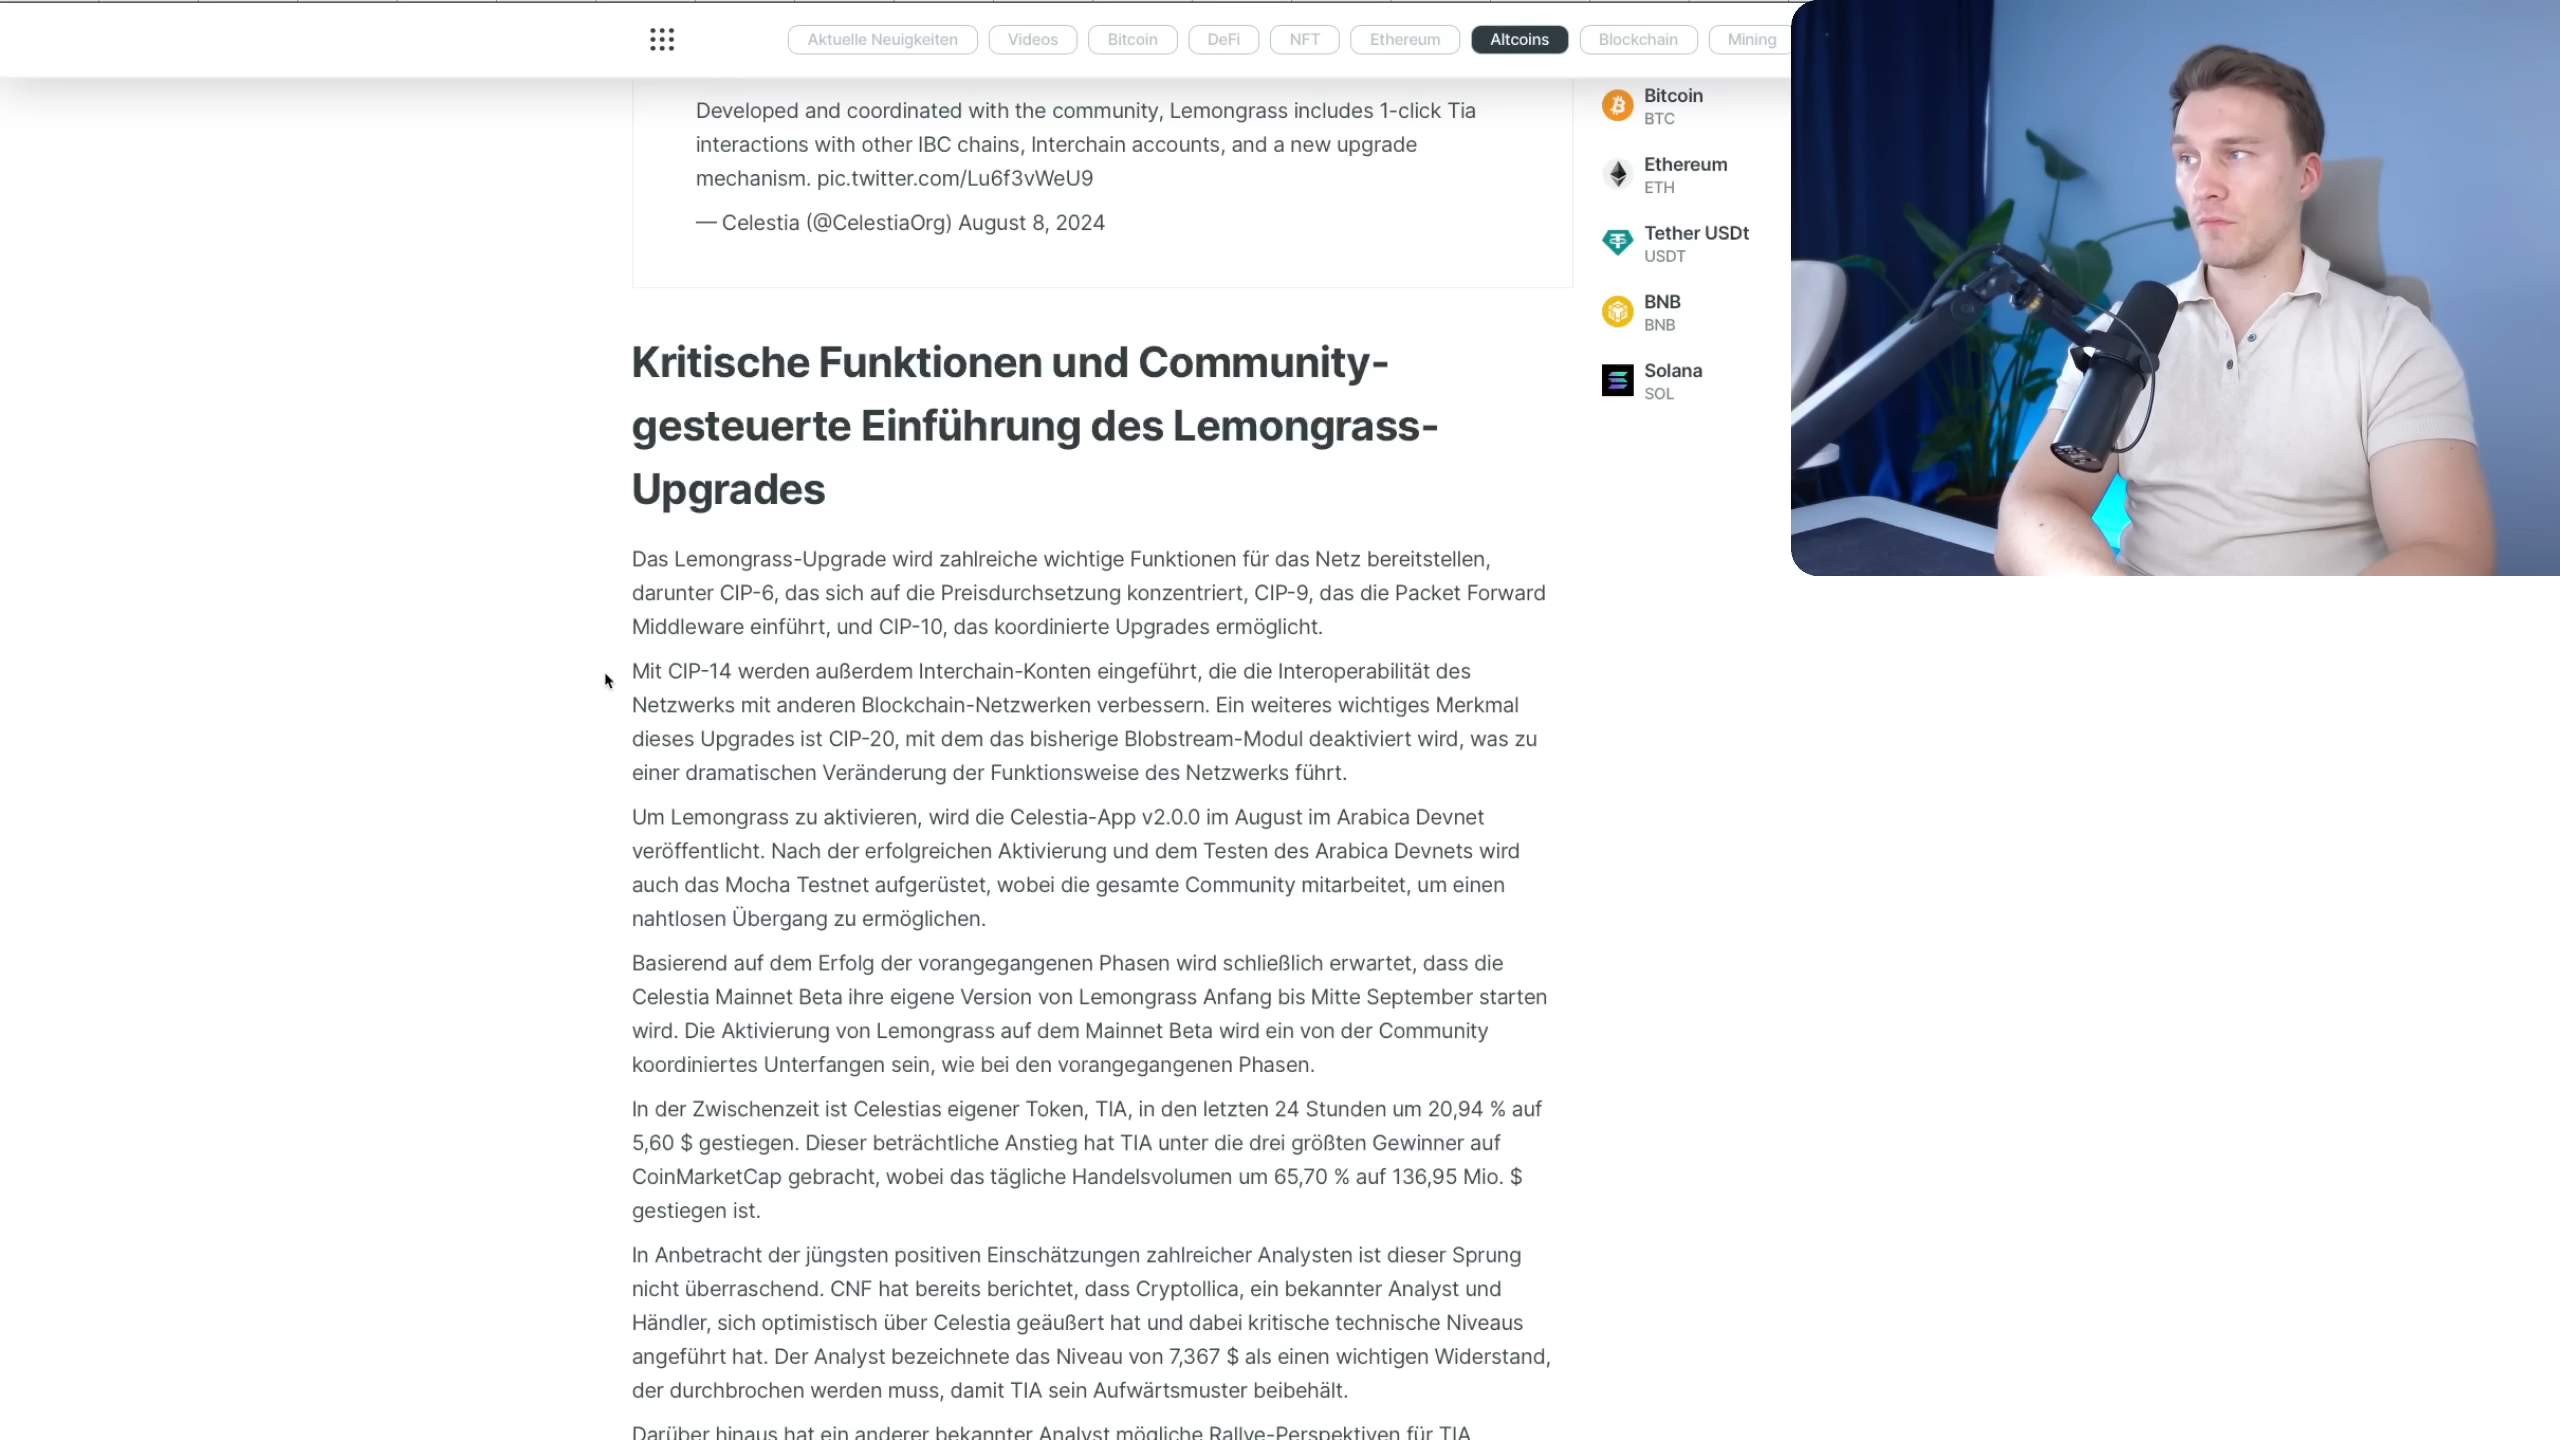 Aktuelle Neuigkeiten
Videos
Bitcoin
DeFi
NFT
Ethereum
Altcoins
Blockchain
Mining
Developed and coordinated with the community, Lemongrass includes 1-click Tia
interactions with other IBC chains, Interchain accounts, and a new upgrade
mechanism. pic.twitter.com/Lu6f3vWeU9
— Celestia (@CelestiaOrg) August 8, 2024
Kritische Funktionen und Community-
gesteuerte Einführung des Lemongrass-
Upgrades
Das Lemongrass-Upgrade wird zahlreiche wichtige Funktionen für das Netz bereitstellen,
darunter CIP-6, das sich auf die Preisdurchsetzung konzentriert, CIP-9, das die Packet Forward
Middleware einführt, und CIP-10, das koordinierte Upgrades ermöglicht.
Mit CIP-14 werden außerdem Interchain-Konten eingeführt, die die Interoperabilität des
Netzwerks mit anderen Blockchain-Netzwerken verbessern. Ein weiteres wichtiges Merkmal
dieses Upgrades ist CIP-20, mit dem das bisherige Blobstream-Modul deaktiviert wird, was zu
einer dramatischen Veränderung der Funktionsweise des Netzwerks führt.
Um Lemongrass zu aktivieren, wird die Celestia-App v2.0.0 im August im Arabica Devnet
veröffentlicht. Nach der erfolgreichen Aktivierung und dem Testen des Arabica Devnets wird
auch das Mocha Testnet aufgerüstet, wobei die gesamte Community mitarbeitet, um einen
nahtlosen Übergang zu ermöglichen.
Basierend auf dem Erfolg der vorangegangenen Phasen wird schließlich erwartet, dass die
Celestia Mainnet Beta ihre eigene Version von Lemongrass Anfang bis Mitte September starten
wird. Die Aktivierung von Lemongrass auf dem Mainnet Beta wird ein von der Community
koordiniertes Unterfangen sein, wie bei den vorangegangenen Phasen.
In der Zwischenzeit ist Celestias eigener Token, TIA, in den letzten 24 Stunden um 20,94 % auf
5,60 $ gestiegen. Dieser beträchtliche Anstieg hat TIA unter die drei größten Gewinner auf
CoinMarketCap gebracht, wobei das tägliche Handelsvolumen um 65,70 % auf 136,95 Mio. $
gestiegen ist.
In Anbetracht der jüngsten positiven Einschätzungen zahlreicher Analysten ist dieser Sprung
nicht überraschend. CNF hat bereits berichtet, dass Cryptollica, ein bekannter Analyst und
Händler, sich optimistisch über Celestia geäußert hat und dabei kritische technische Niveaus
angeführt hat. Der Analyst bezeichnete das Niveau von 7,367 $ als einen wichtigen Widerstand,
der durchbrochen werden muss, damit TIA sein Aufwärtsmuster beibehält.
Darüber hinaus hat ein anderer bekannter Analyst mögliche Rallye-Perspektiven für TIA
Bitcoin
BTC
Ethereum
ETH
Tether USDt
USDT
BNB
BNB
Solana
SOL